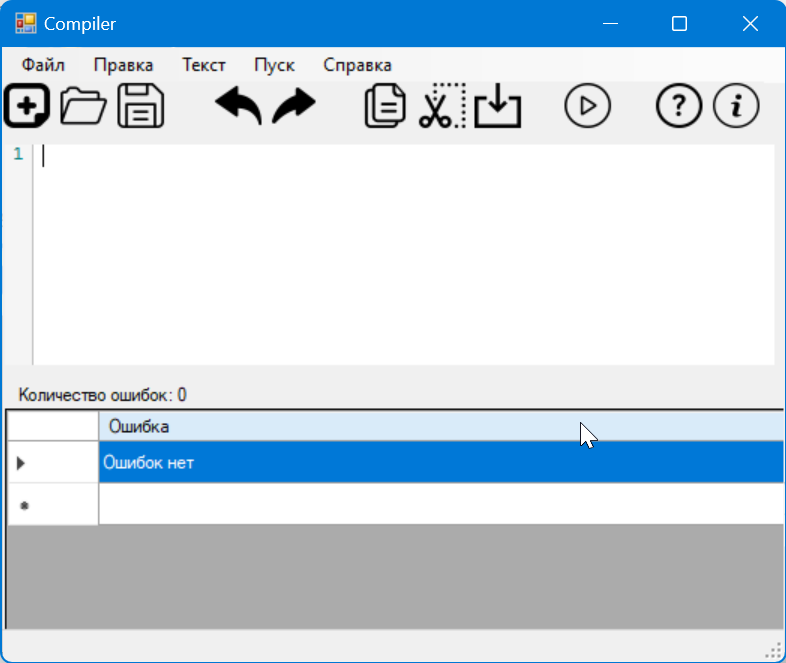 Compiler
Файл Правка Текст Пуск Справка
1
Количество ошибок: 0
Ошибка
Ошибок нет